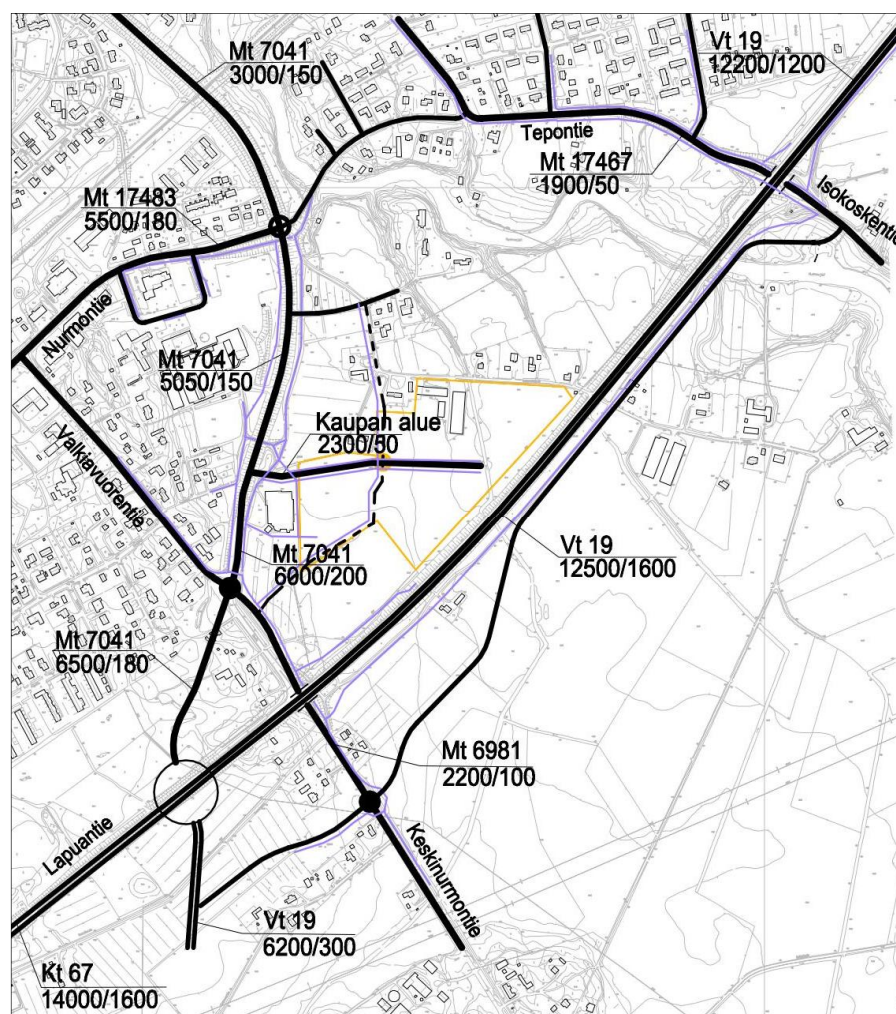 Mt 7041
3000/150
Vt 19
12200/1200
Tepontie
Mt 17467
1900/50
Isokoskent
Mt 17483
5500/180
Nurmontie
Mt 7041
5050/150
Kaupan alue
2300/50
Valkiavuorentie
Mt 7041
6000/200
Vt 19
12500/1600
Mt 7041
6500/180
Mt 6981
2200/100
Lapuantie
Keskinurmontie
Vt 19
6200/300
Kt 67
14000/1600